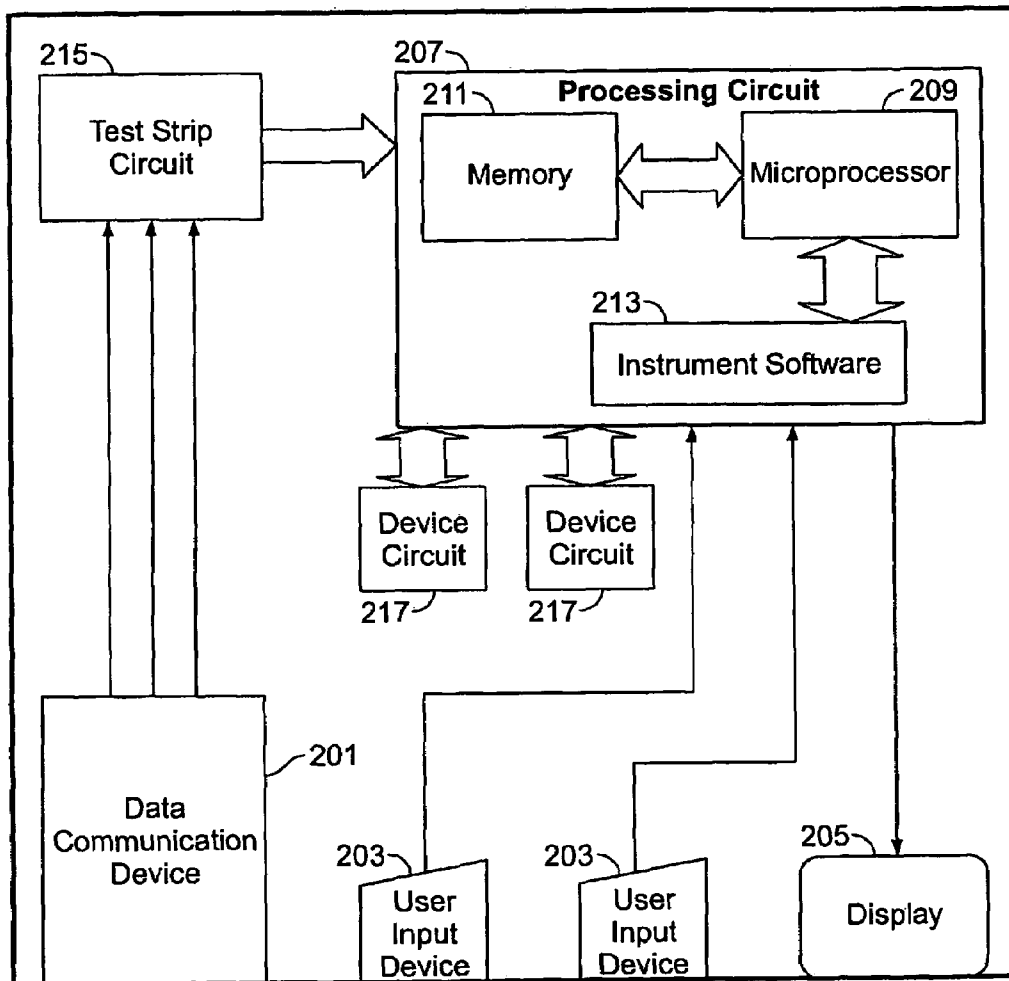 215
Test Strip
Circuit
207
Processing Circuit
211
Memory
209
Microprocessor
213
Instrument Software
Device
Circuit
217
Device
Circuit
217
201
Data
Communication
Device
203
User
Input
Device
203
User
Input
Device
205
Display